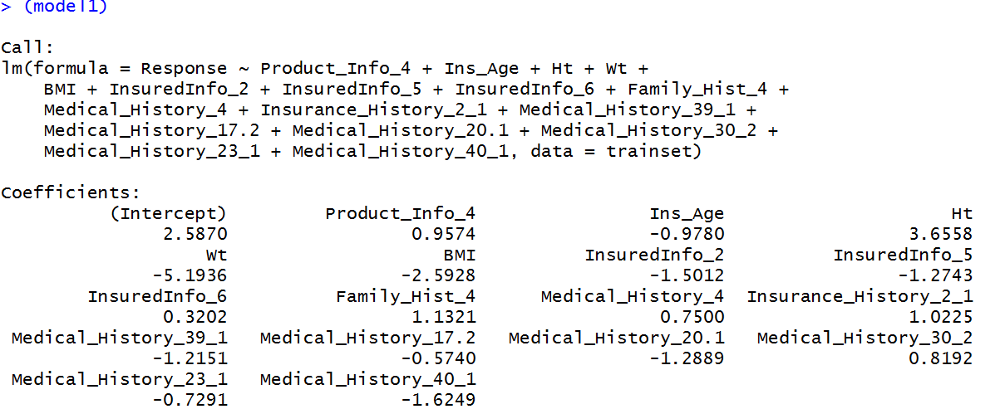 > (model1)
Call:
lm(formula = Response ~ Product_Info_4 + Ins_Age + Ht + Wt +
    BMI + InsuredInfo_2 + InsuredInfo_5 + InsuredInfo_6 + Family_Hist_4 +
    Medical_History_4 + Insurance_History_2_1 + Medical_History_39_1 +
    Medical_History_17.2 + Medical_History_20.1 + Medical_History_30_2 +
    Medical_History_23_1 + Medical_History_40_1, data = trainset)
Coefficients:
(Intercept) Product_Info_4 Ins_Age Ht
2.5870 0.9574 -0.9780 3.6558
Wt BMI InsuredInfo_2 InsuredInfo_5
-5.1936 -2.5928 -1.5012 -1.2743
InsuredInfo_6 Family_Hist_4 Medical_History_4 Insurance_History_2_1
0.3202 1.1321 0.7500 1.0225
Medical_History_39_1 Medical_History_17.2 Medical_History_20.1 Medical_History_30_2
-1.2151 -0.5740 -1.2889 0.8192
Medical_History_23_1 Medical_History_40_1
-0.7291 -1.6249